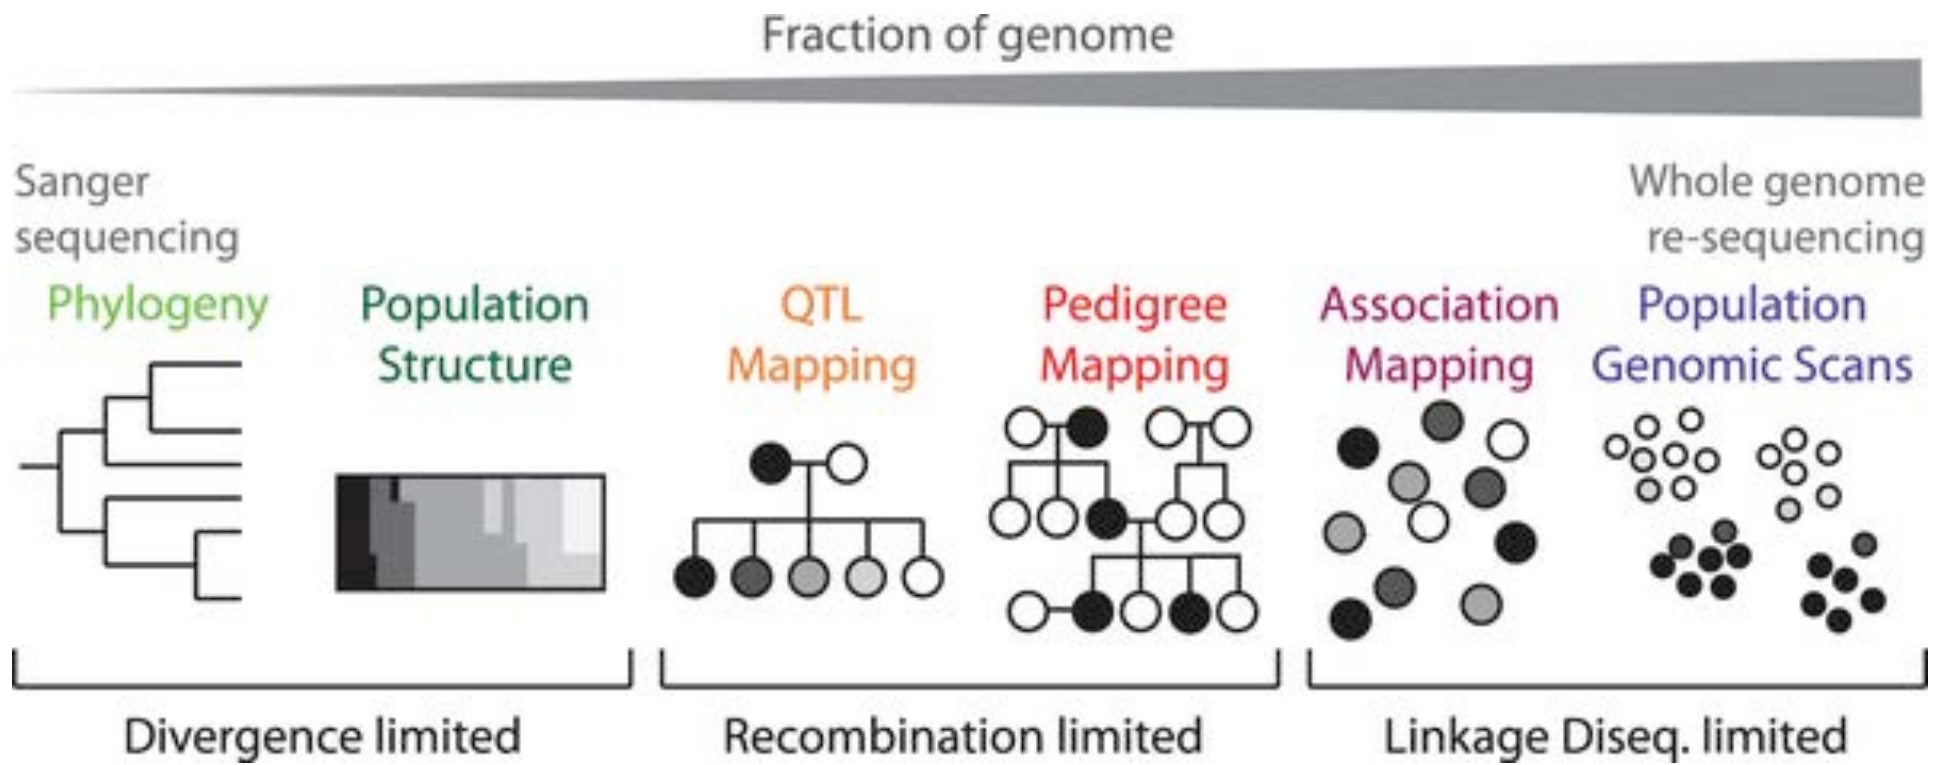 Fraction of genome
Sanger
sequencing
Whole genome
re-sequencing
Phylogeny
Population
Structure
QTL
Mapping
Pedigree
Mapping
Association
Mapping
Population
Genomic Scans
Divergence limited
Recombination limited
Linkage Diseq. limited